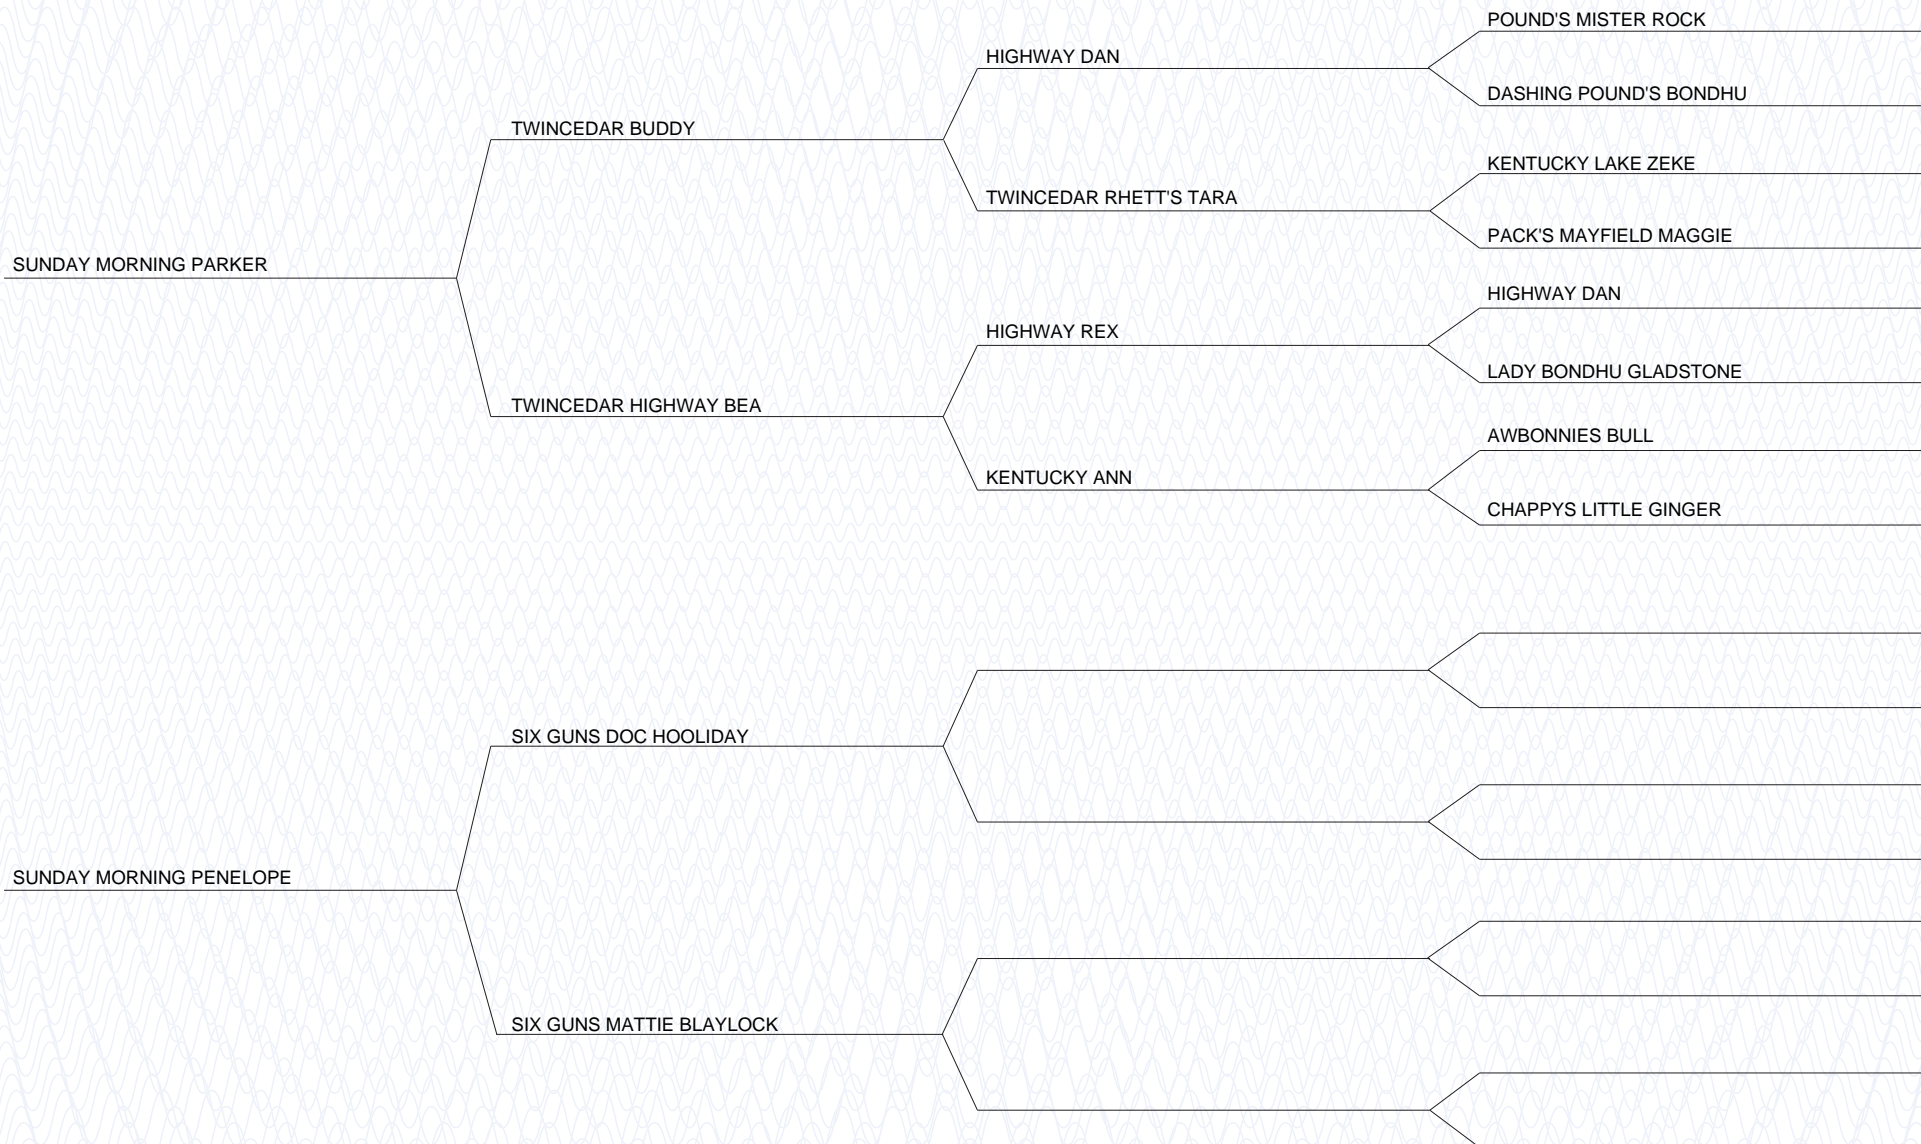 POUND'S MISTER ROCK
HIGHWAY DAN
DASHING POUND'S BONDHU
TWINCEDAR BUDDY
KENTUCKY LAKE ZEKE
TWINCEDAR RHETT'S TARA
PACK'S MAYFIELD MAGGIE
SUNDAY MORNING PARKER
HIGHWAY DAN
HIGHWAY REX
LADY BONDHU GLADSTONE
TWINCEDAR HIGHWAY BEA
AWBONNIES BULL
KENTUCKY ANN
CHAPPYS LITTLE GINGER
SIX GUNS DOC HOOLIDAY
SUNDAY MORNING PENELOPE
SIX GUNS MATTIE BLAYLOCK